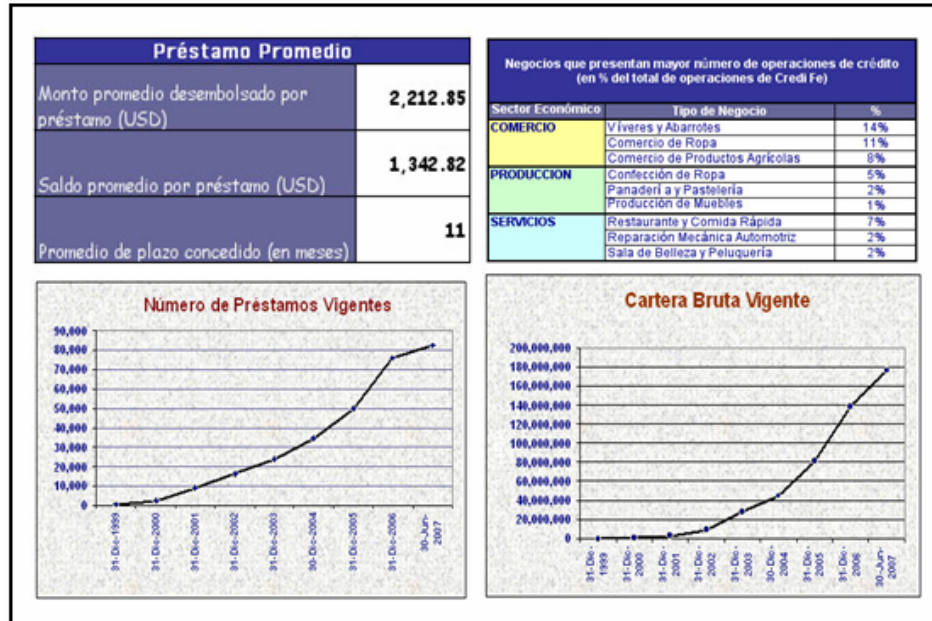 Préstamo Promedio
Monto promedio desembolsado por
préstamo (USD)
2,212.85
Saldo promedio por préstamo (USD)
1,342.82
Promedio de plazo concedido (en meses)
11
Negocios que presentan mayor número de operaciones de crédito
(en % del total de operaciones de Credi Fe)
Sector Económico Tipo de Negocio %
COMERCIO Víveres y Abarrotes 14%
Comercio de Ropa 11%
Comercio de Productos Agrícolas 8%
PRODUCCION Confección de Ropa 5%
Panaderí a y Pastelería 2%
Producción de Muebles 1%
SERVICIOS Restaurante y Comida Rápida 7%
Reparación Mecánica Automotriz 2%
Sala de Belleza y Peluquería 2%
Número de Préstamos Vigentes
90,000
80,000
70,000
60,000
50,000
40,000
30,000
20,000
10,000
0
31-Dic-1999
31-Dic-2000
31-Dic-2001
31-Dic-2002
31-Dic-2003
30-Dic-2004
31-Dic-2005
31-Dic-2006
30-Jun-
2007
Cartera Bruta Vigente
200,000,000
180,000,000
160,000,000
140,000,000
120,000,000
100,000,000
80,000,000
60,000,000
40,000,000
20,000,000
0
31-Dic-
1999
31-Dic-
2000
31-Dic-
2001
31-Dic-
2002
31-Dic-
2003
30-Dic-
2004
31-Dic-
2005
31-Dic-
2006
30-Jun-
2007